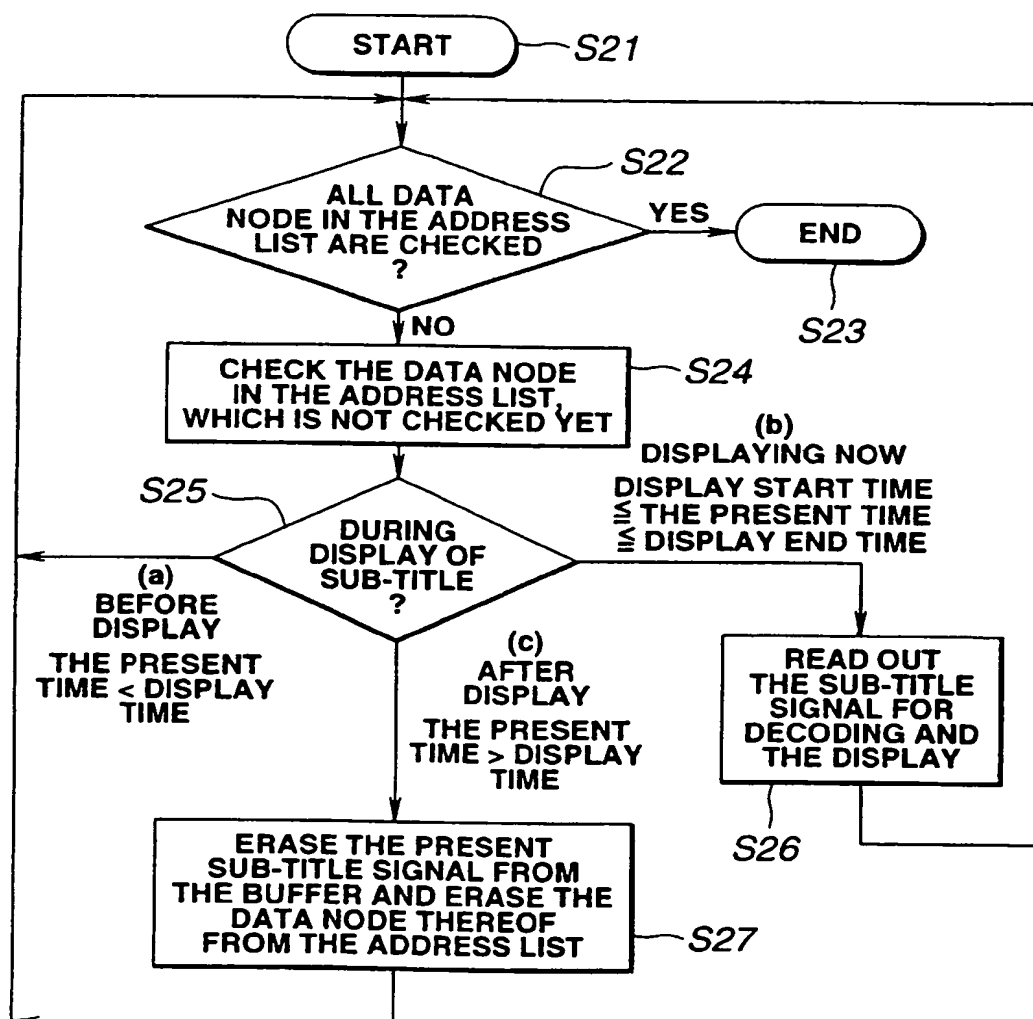 START
S21
S22
ALL DATA
NODE IN THE ADDRESS
LIST ARE CHECKED
?
YES
END
S23
NO
CHECK THE DATA NODE
IN THE ADDRESS LIST,
WHICH IS NOT CHECKED YET
S24
(b)
DISPLAYING NOW
DISPLAY START TIME
≦ THE PRESENT TIME
≦ DISPLAY END TIME
S25
DURING
DISPLAY OF
SUB-TITLE
?
(a)
BEFORE
DISPLAY
THE PRESENT
TIME < DISPLAY
TIME
(c)
AFTER
DISPLAY
THE PRESENT
TIME > DISPLAY
TIME
READ OUT
THE SUB-TITLE
SIGNAL FOR
DECODING AND
THE DISPLAY
S26
ERASE THE PRESENT
SUB-TITLE SIGNAL FROM
THE BUFFER AND ERASE THE
DATA NODE THEREOF
FROM THE ADDRESS LIST
S27